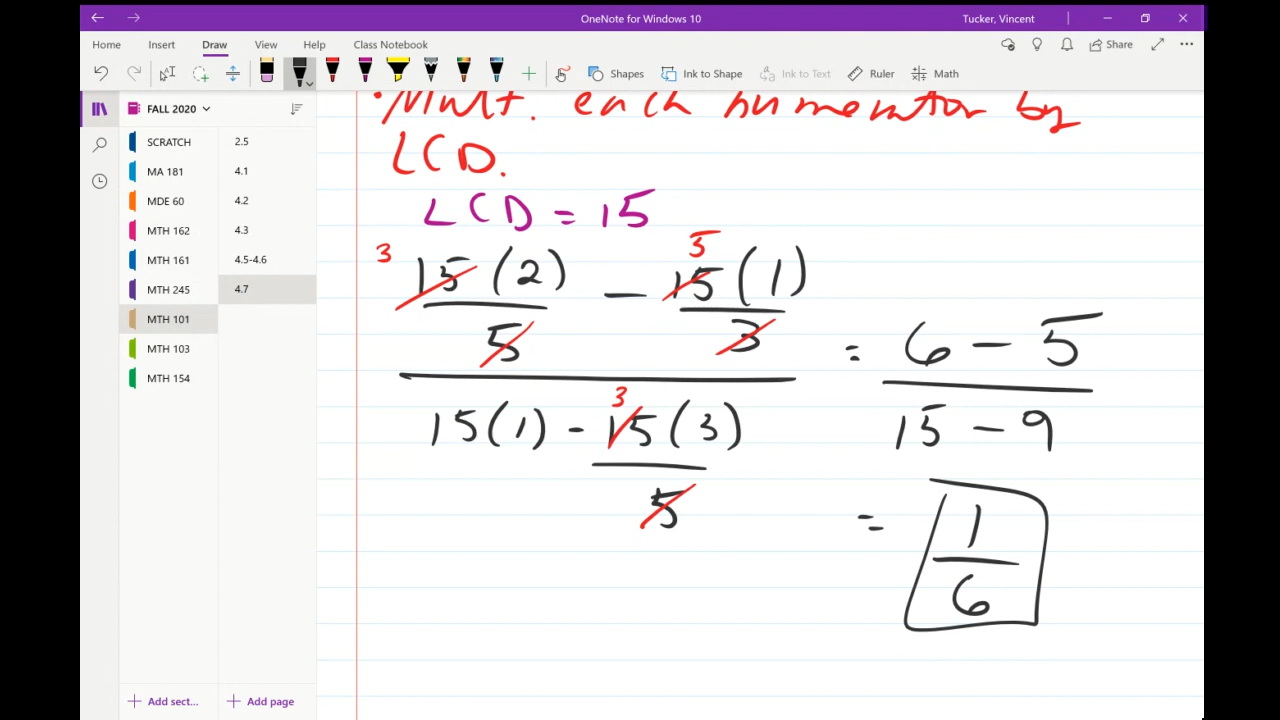 OneNote for Windows 10
Tucker, Vincent
Home Insert Draw View Help Class Notebook
Share
Shapes Ink to Shape Ink to Text Ruler Math
FALL 2020
SCRATCH
MA 181
MDE 60
MTH 162
MTH 161
MTH 245
MTH 101
MTH 103
MTH 154
2.5
4.1
4.2
4.3
4.5-4.6
4.7
Add sect...
Add page
• Mult. each numerator by
LCD.
LCD = 15
3 5
15 (2) - 15 (1)
5 3
= 6 - 5
3
15(1) - 15 (3)
15 - 9
5
= 1
6